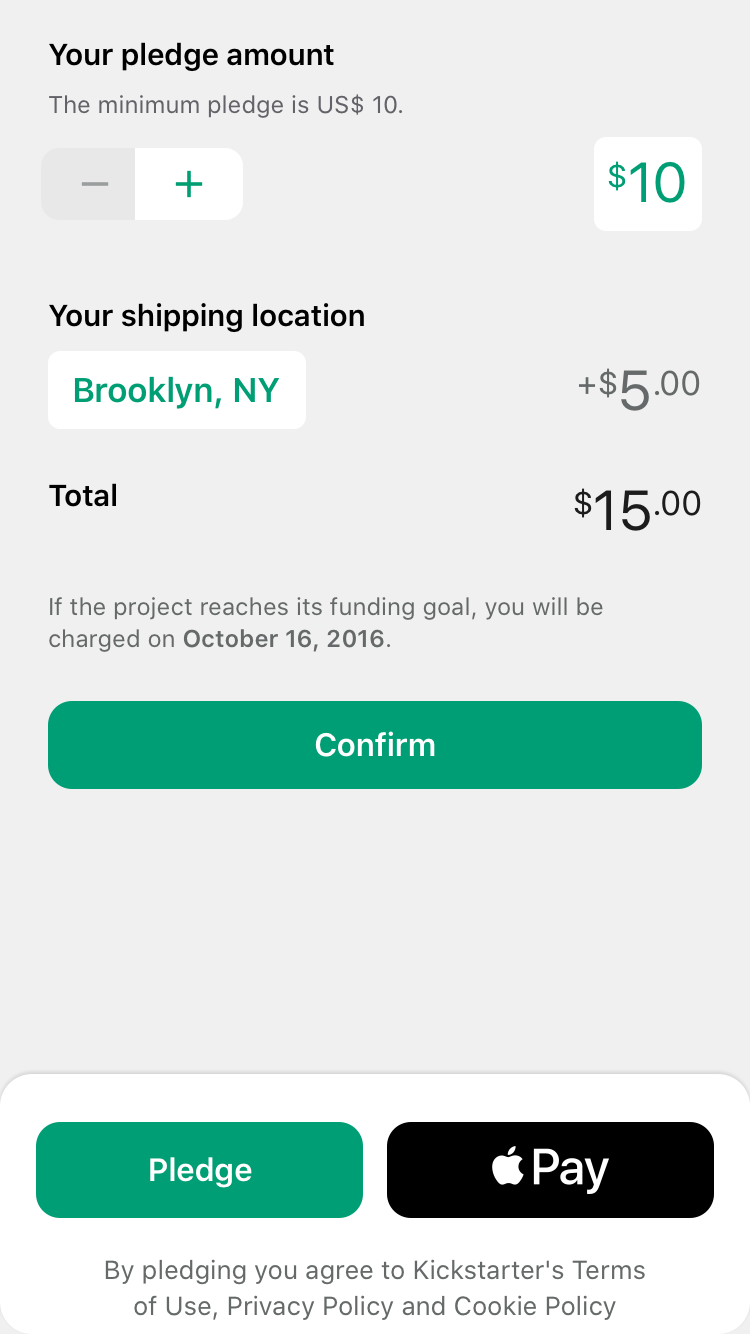 Your pledge amount
The minimum pledge is US$ 10.
− +
$10
Your shipping location
Brooklyn, NY
+$5.00
Total
$15.00
If the project reaches its funding goal, you will be
charged on October 16, 2016.
Confirm
Pledge
Pay
By pledging you agree to Kickstarter's Terms
of Use, Privacy Policy and Cookie Policy